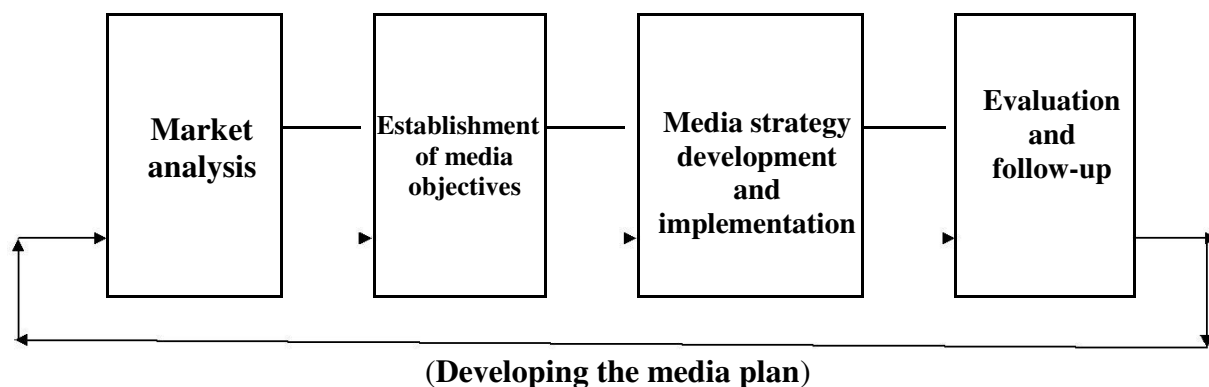 Market
analysis
Establishment
of media
objectives
Media strategy
development
and
implementation
Evaluation
and
follow-up
(Developing the media plan)